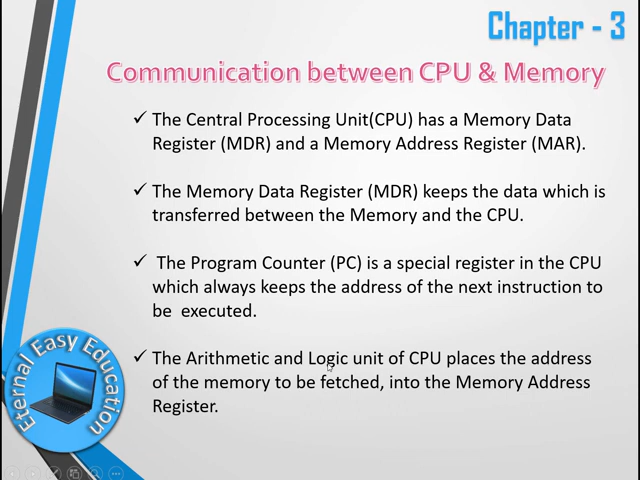 Chapter - 3
Communication between CPU & Memory
✓ The Central Processing Unit(CPU) has a Memory Data
Register (MDR) and a Memory Address Register (MAR).
✓ The Memory Data Register (MDR) keeps the data which is
transferred between the Memory and the CPU.
✓ The Program Counter (PC) is a special register in the CPU
which always keeps the address of the next instruction to
be executed.
✓ The Arithmetic and Logic unit of CPU places the address
of the memory to be fetched, into the Memory Address
Register.
Eternal Easy Education